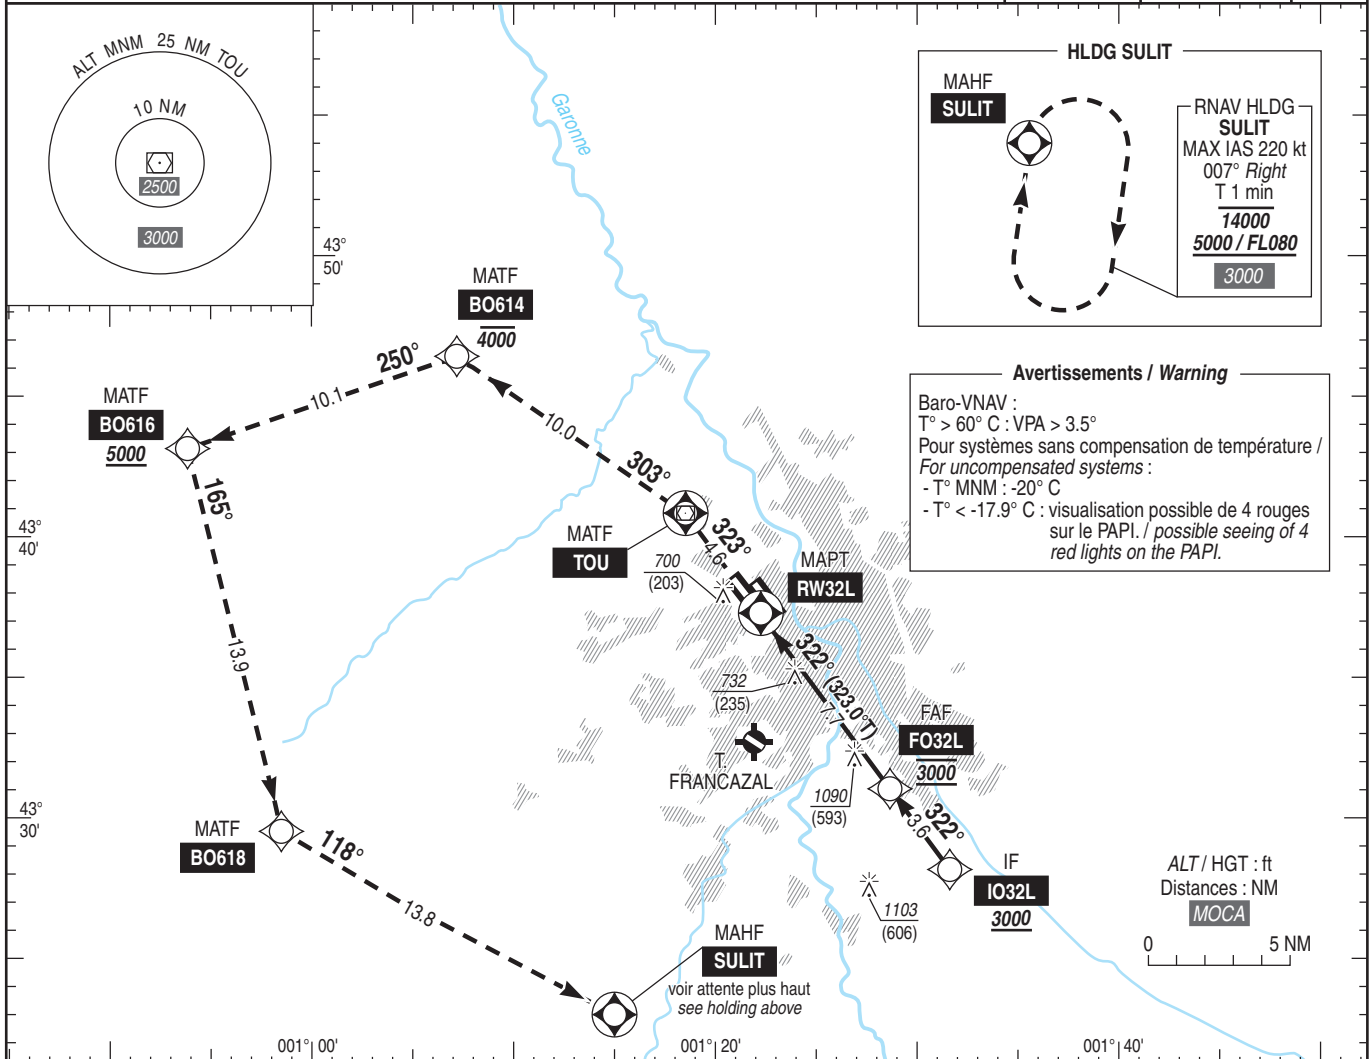 ALT MNM 25 NM TOU
10 NM
2500
3000
43°
50'
HLDG SULIT
MAHF
SULIT
RNAV HLDG
SULIT
MAX IAS 220 kt
007° Right
T 1 min
14000
5000 / FL080
3000
Garonne
MATF
BO614
4000
250°
10.1
MATF
BO616
5000
10.0
303°
165°
Avertissements / Warning
Baro-VNAV :
T° > 60° C : VPA > 3.5°
Pour systèmes sans compensation de température /
For uncompensated systems :
- T° MNM : -20° C
- T° < -17.9° C : visualisation possible de 4 rouges
sur le PAPI. / possible seeing of 4
red lights on the PAPI.
43°
40'
MATF
TOU
323°
4.6
700
(203)
MAPT
RW32L
13.9
322° (323.0°T)
7.7
732
(235)
T.
FRANCAZAL
FAF
FO32L
3000
1090
(593)
43°
30'
MATF
BO618
118°
13.8
322°
3.6
IF
IO32L
3000
1103
(606)
MAHF
SULIT
voir attente plus haut
see holding above
ALT / HGT : ft
Distances : NM
MOCA
0 5 NM
001° 00'
001° 20'
001° 40'